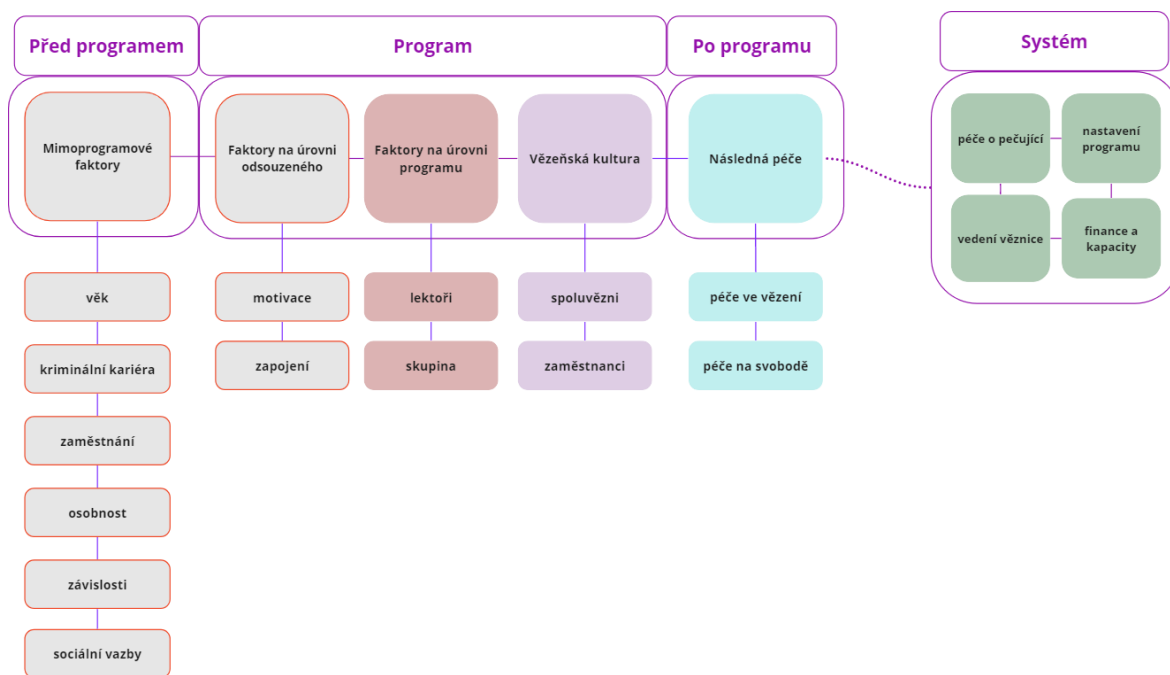 Před programem
Program
Po programu
Systém
Mimoprogramové
faktory
Faktory na úrovni
odsouzeného
Faktory na úrovni
programu
Vězeňská kultura
Následná péče
péče o pečující
nastavení
programu
vedení věznice
finance a
kapacity
věk
kriminální kariéra
zaměstnání
osobnost
závislosti
sociální vazby
motivace
zapojení
lektoři
skupina
spoluvězni
zaměstnanci
péče ve vězení
péče na svobodě